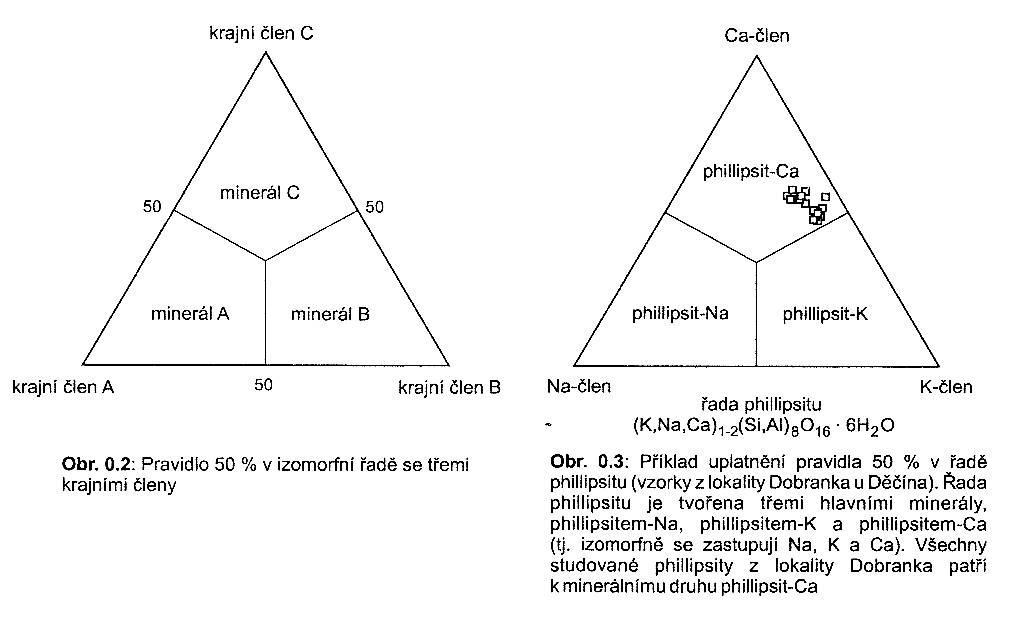 krajní člen C
minerál C
50
50
minerál A
minerál B
krajní člen A
50
krajní člen B
Obr. 0.2: Pravidlo 50 % v izomorfní řadě se třemi
krajními členy
Ca-člen
phillipsit-Ca
phillipsit-Na
phillipsit-K
Na-člen
K-člen
řada phillipsitu
(K,Na,Ca)1-2(Si,Al)8O16 · 6H2O
Obr. 0.3: Příklad uplatnění pravidla 50 % v řadě
phillipsitu (vzorky z lokality Dobranka u Děčína). Řada
phillipsitu je tvořena třemi hlavními minerály,
phillipsitem-Na, phillipsitem-K a phillipsitem-Ca
(tj. izomorfně se zastupují Na, K a Ca). Všechny
studované phillipsity z lokality Dobranka patří
k minerálnímu druhu phillipsit-Ca